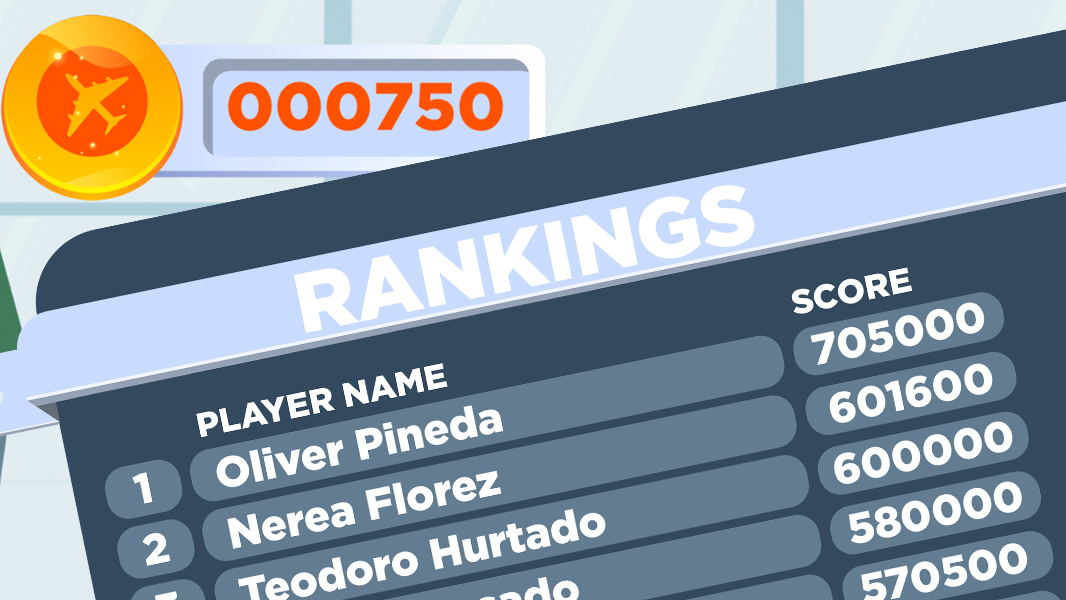 000750
RANKINGS
PLAYER NAME SCORE
1 Oliver Pineda 705000
2 Nerea Florez 601600
Teodoro Hurtado 600000
580000
570500